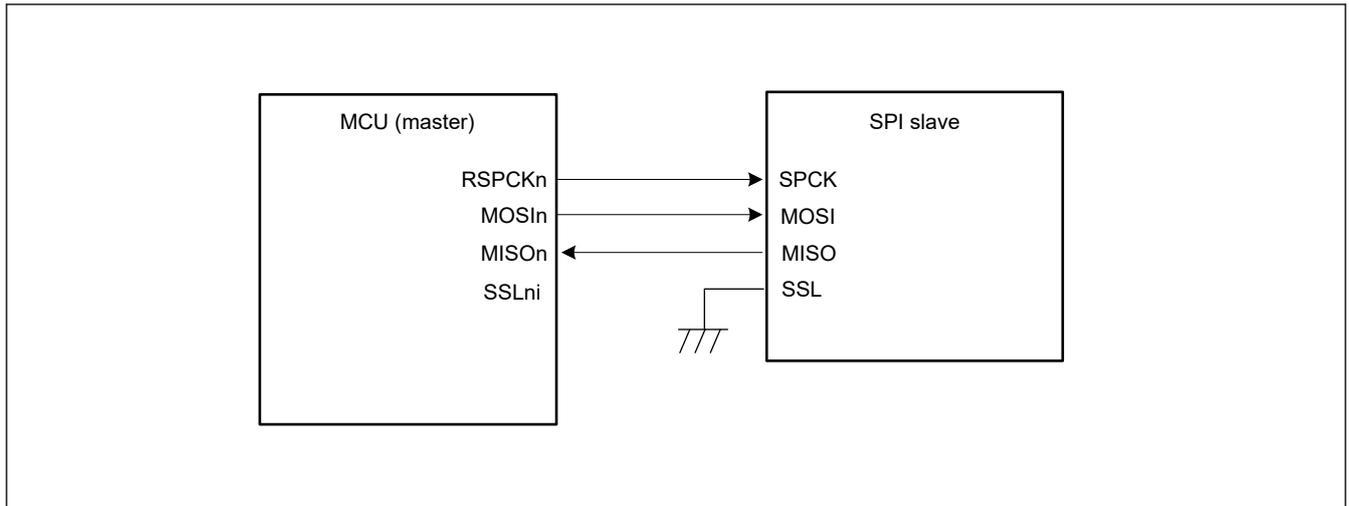 MCU (master)
SPI slave
RSPCKn
SPCK
MOSIn
MOSI
MISOn
MISO
SSLni
SSL